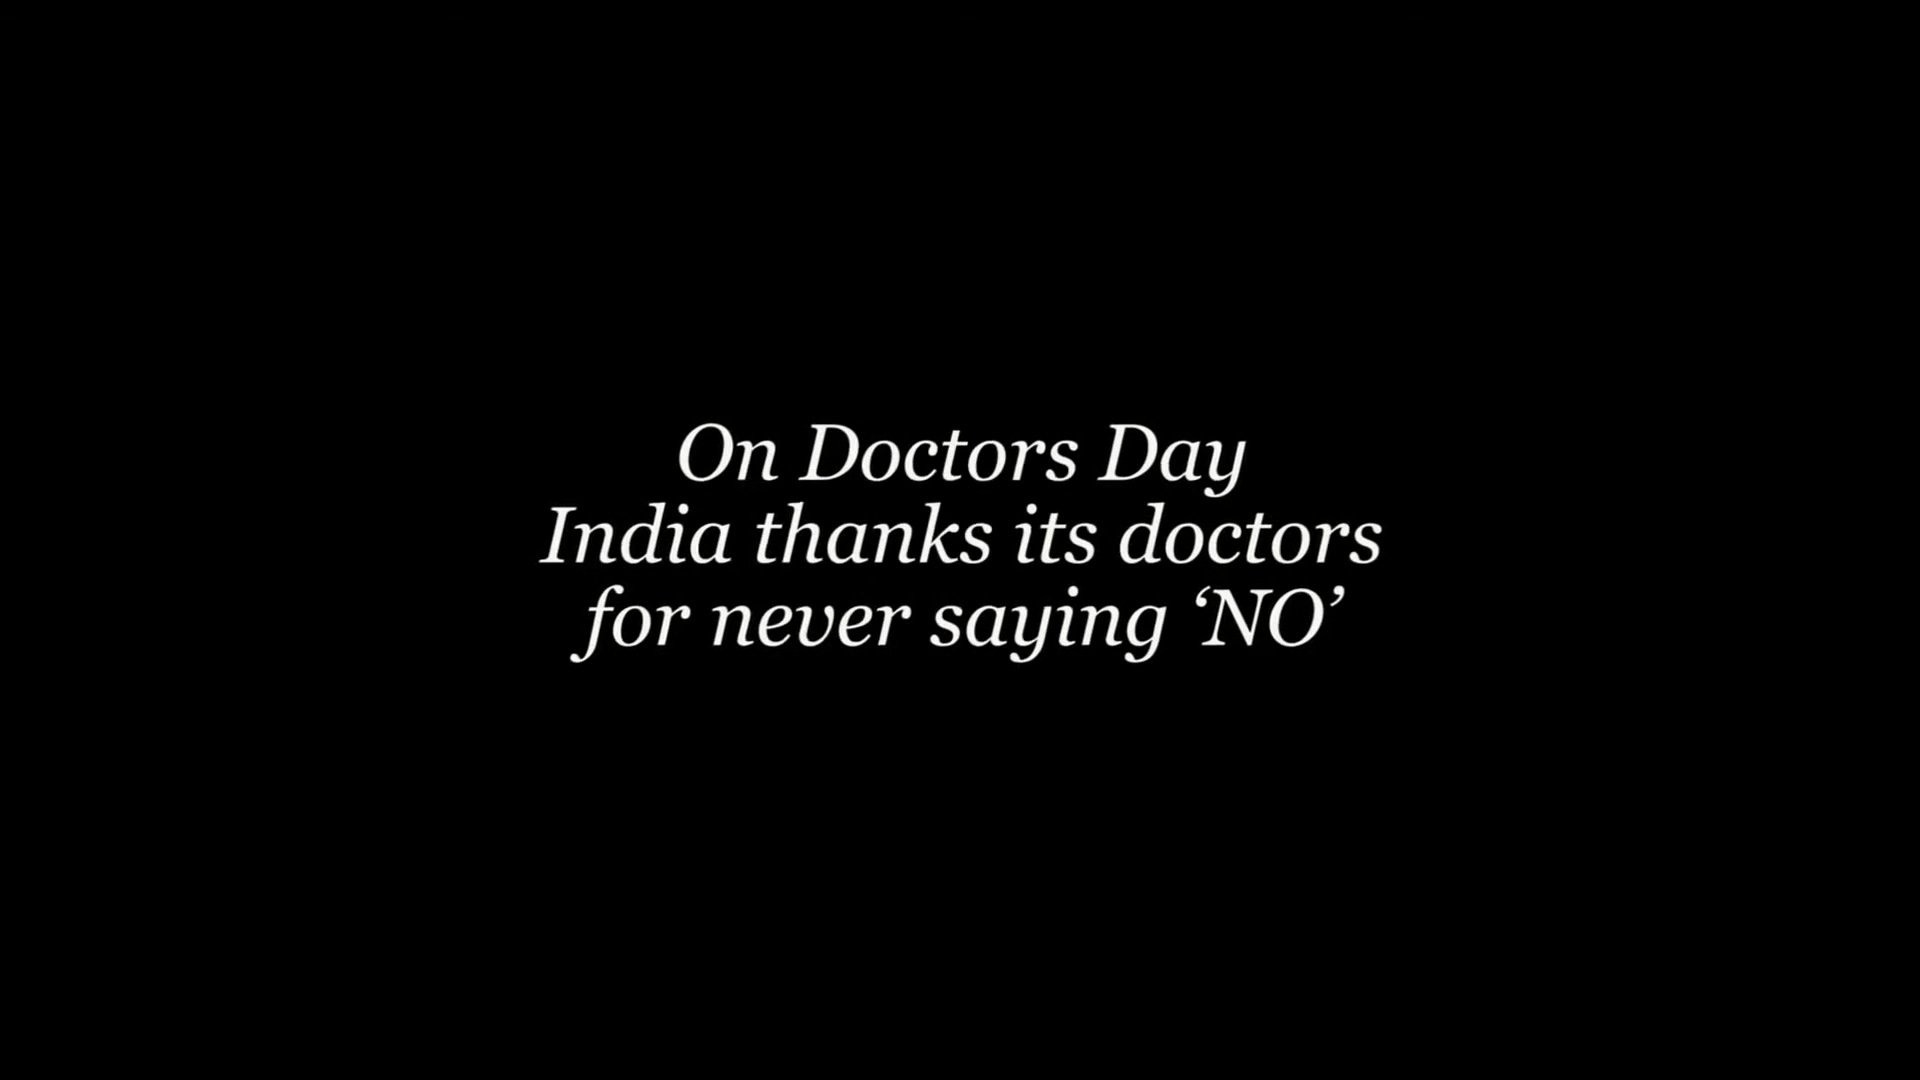 On Doctors Day
India thanks its doctors
for never saying ‘NO’